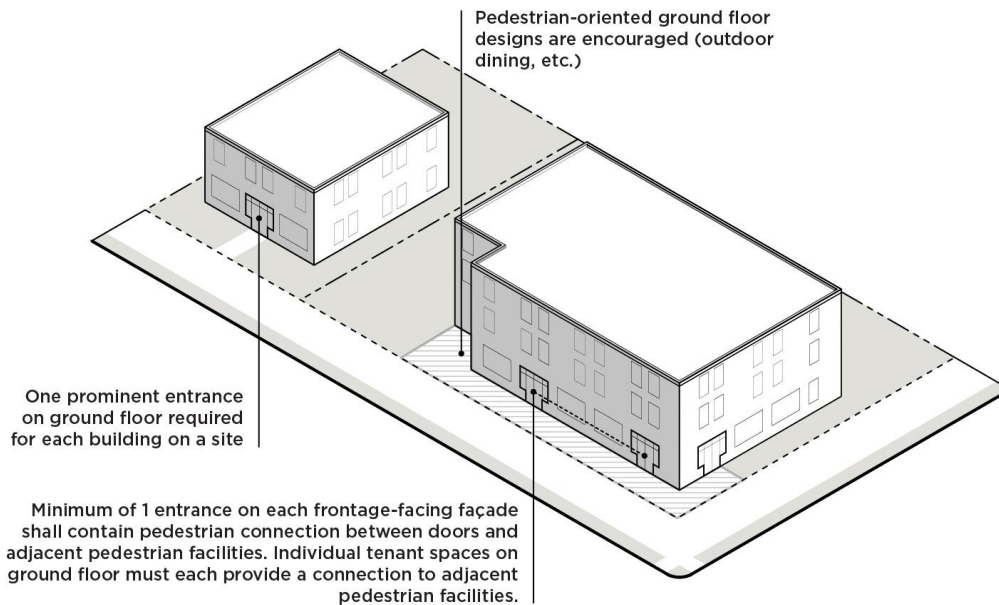 Pedestrian-oriented ground floor
designs are encouraged (outdoor
dining, etc.)
One prominent entrance
on ground floor required
for each building on a site
Minimum of 1 entrance on each frontage-facing façade
shall contain pedestrian connection between doors and
adjacent pedestrian facilities. Individual tenant spaces on
ground floor must each provide a connection to adjacent
pedestrian facilities.